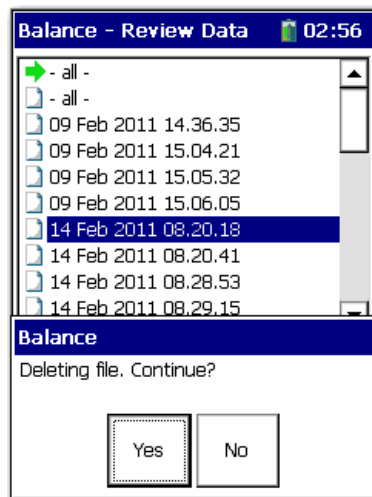 Balance - Review Data 02:56
- all -
- all -
09 Feb 2011 14.36.35
09 Feb 2011 15.04.21
09 Feb 2011 15.05.32
09 Feb 2011 15.06.05
14 Feb 2011 08.20.18
14 Feb 2011 08.20.41
14 Feb 2011 08.28.53
14 Feb 2011 08.29.15
Balance
Deleting file. Continue?
Yes No